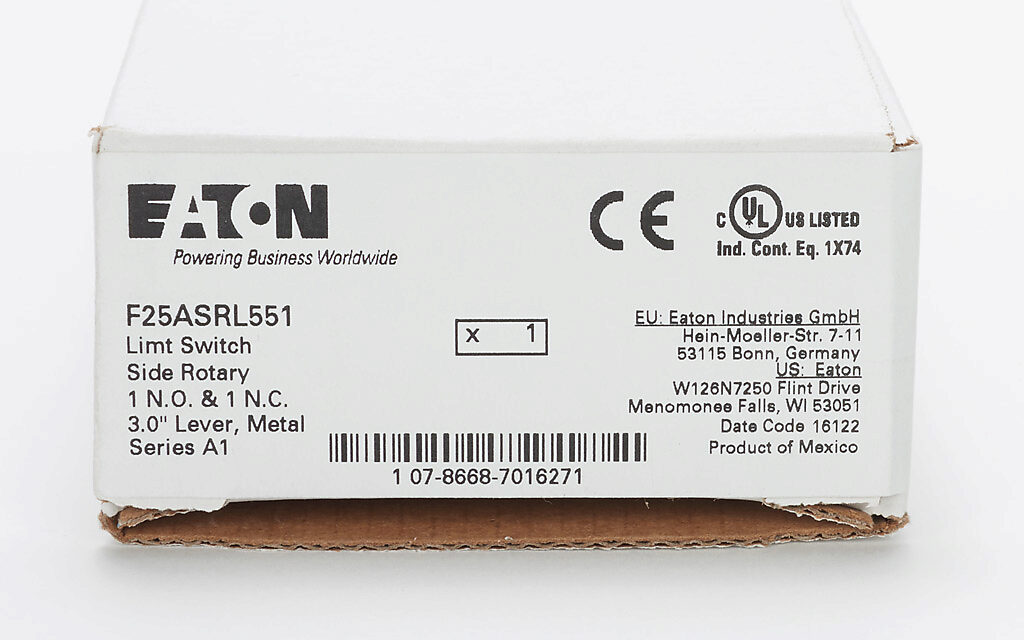 EATON
Powering Business Worldwide
CE
C UL US LISTED
Ind. Cont. Eq. 1X74
F25ASRL551
Limt Switch
Side Rotary
1 N.O. & 1 N.C.
3.0" Lever, Metal
Series A1
x 1
EU: Eaton Industries GmbH
Hein-Moeller-Str. 7-11
53115 Bonn, Germany
US: Eaton
W126N7250 Flint Drive
Menomonee Falls, WI 53051
Date Code 16122
Product of Mexico
1 07-8668-7016271